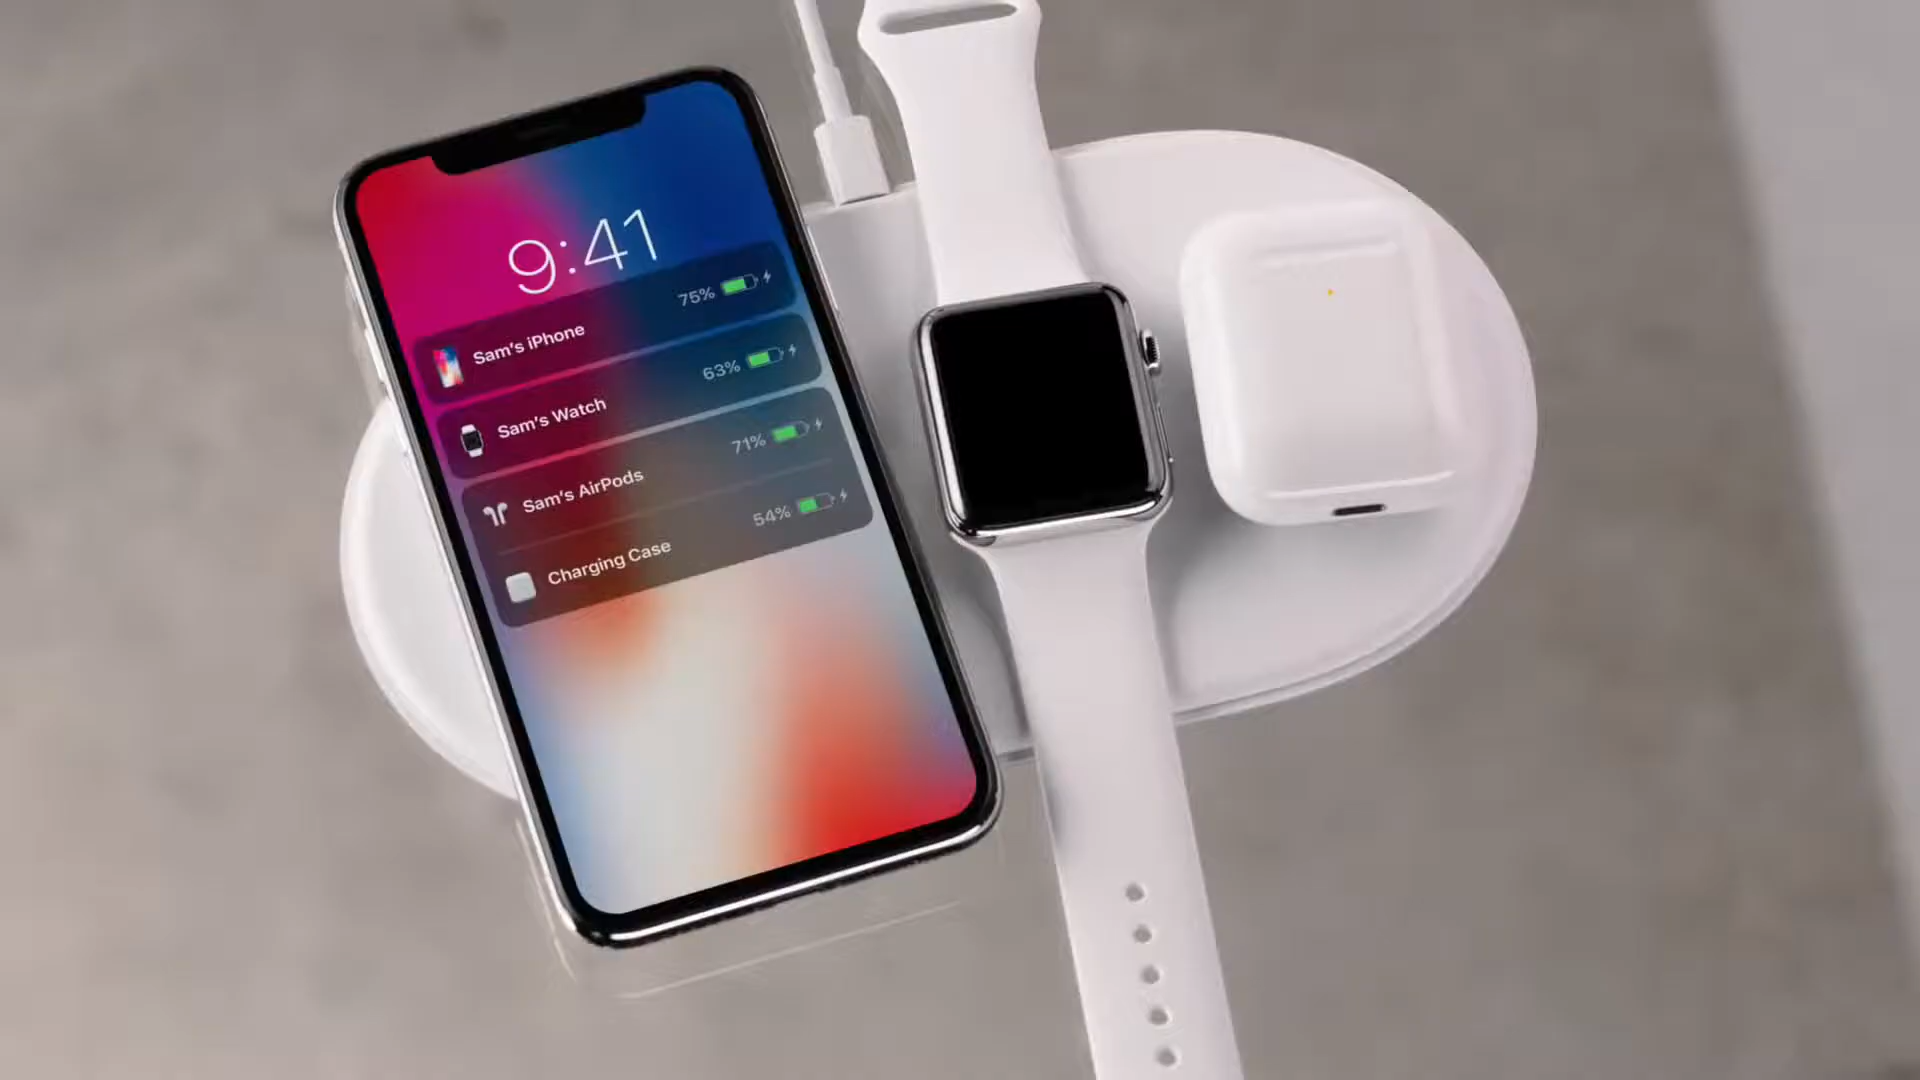 9:41
Sam's iPhone 75%
Sam's Watch 63%
Sam's AirPods 71%
Charging Case 54%